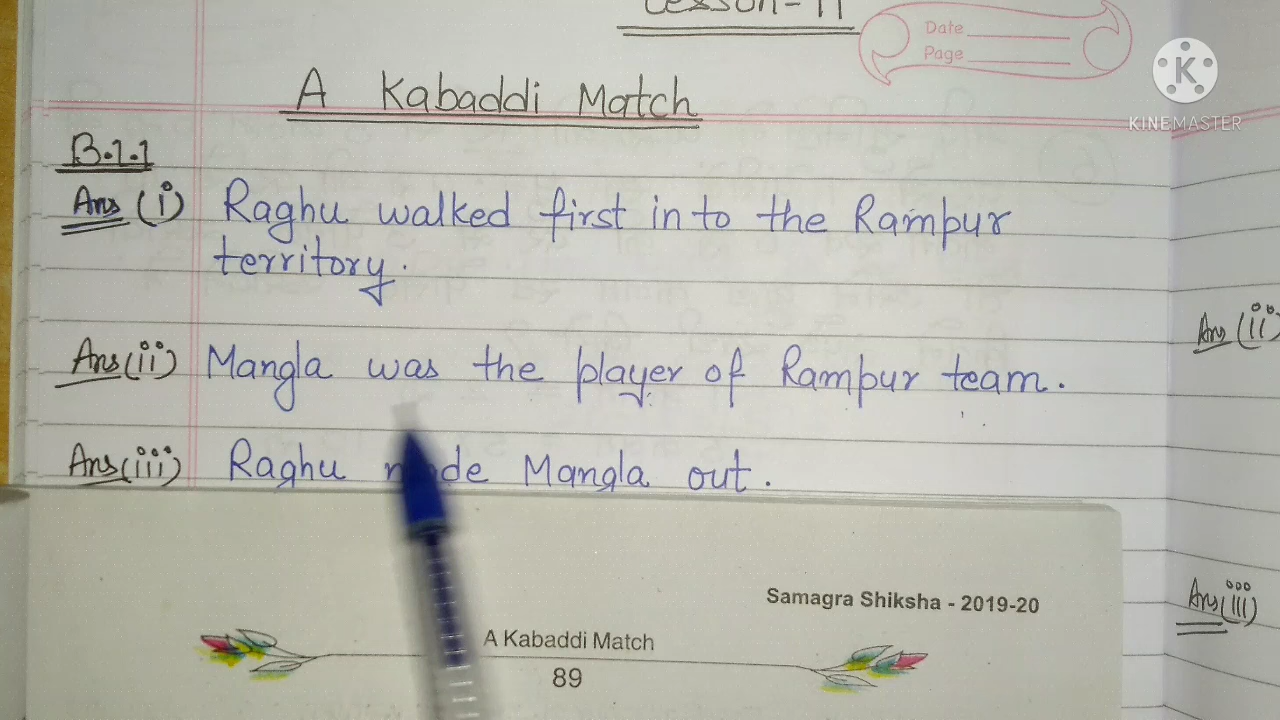 Lesson-11
Date
Page
K
KINEMASTER
A Kabaddi Match
B.1.1
Ans (i) Raghu walked first in to the Rampur
territory.
Ans (ii) Mangla was the player of Rampur team.
Ans (iii) Raghu made Mangla out.
Ans (ii)
Ans (iii)
Samagra Shiksha - 2019-20
A Kabaddi Match
89